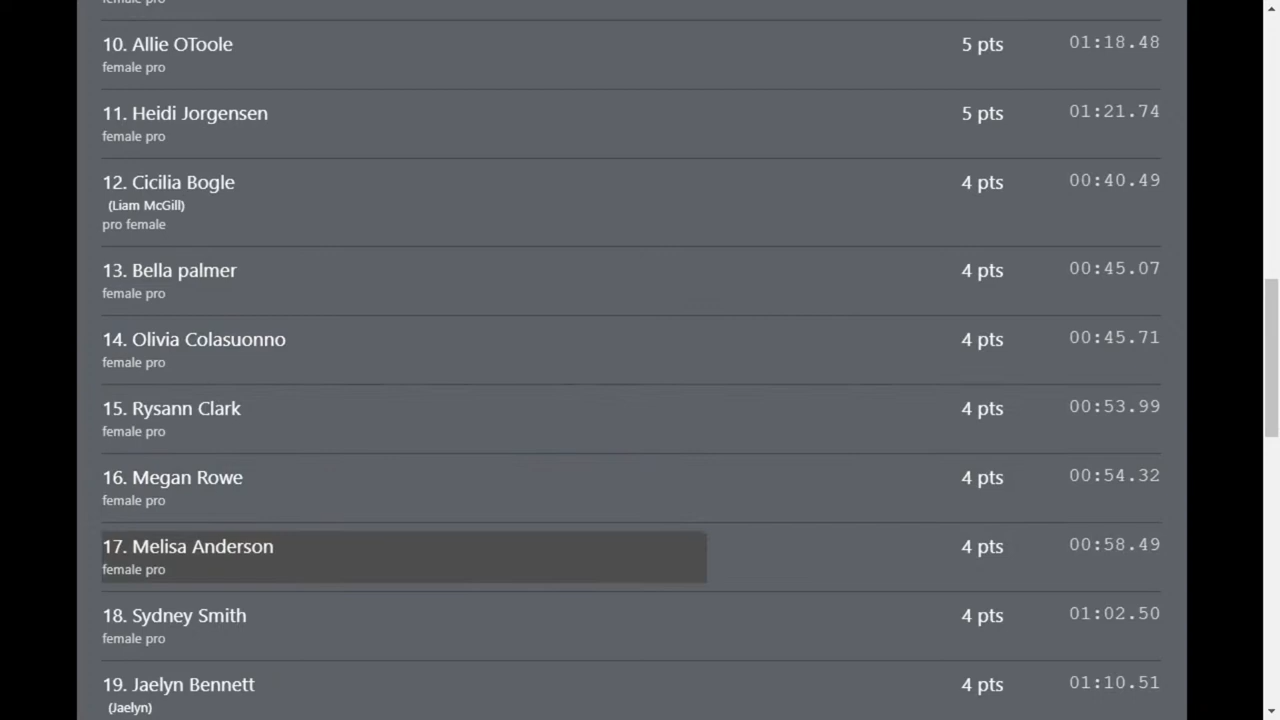 female pro
10. Allie OToole 5 pts 01:18.48
female pro
11. Heidi Jorgensen 5 pts 01:21.74
female pro
12. Cicilia Bogle 4 pts 00:40.49
(Liam McGill)
pro female
13. Bella palmer 4 pts 00:45.07
female pro
14. Olivia Colasuonno 4 pts 00:45.71
female pro
15. Rysann Clark 4 pts 00:53.99
female pro
16. Megan Rowe 4 pts 00:54.32
female pro
17. Melisa Anderson 4 pts 00:58.49
female pro
18. Sydney Smith 4 pts 01:02.50
female pro
19. Jaelyn Bennett 4 pts 01:10.51
(Jaelyn)